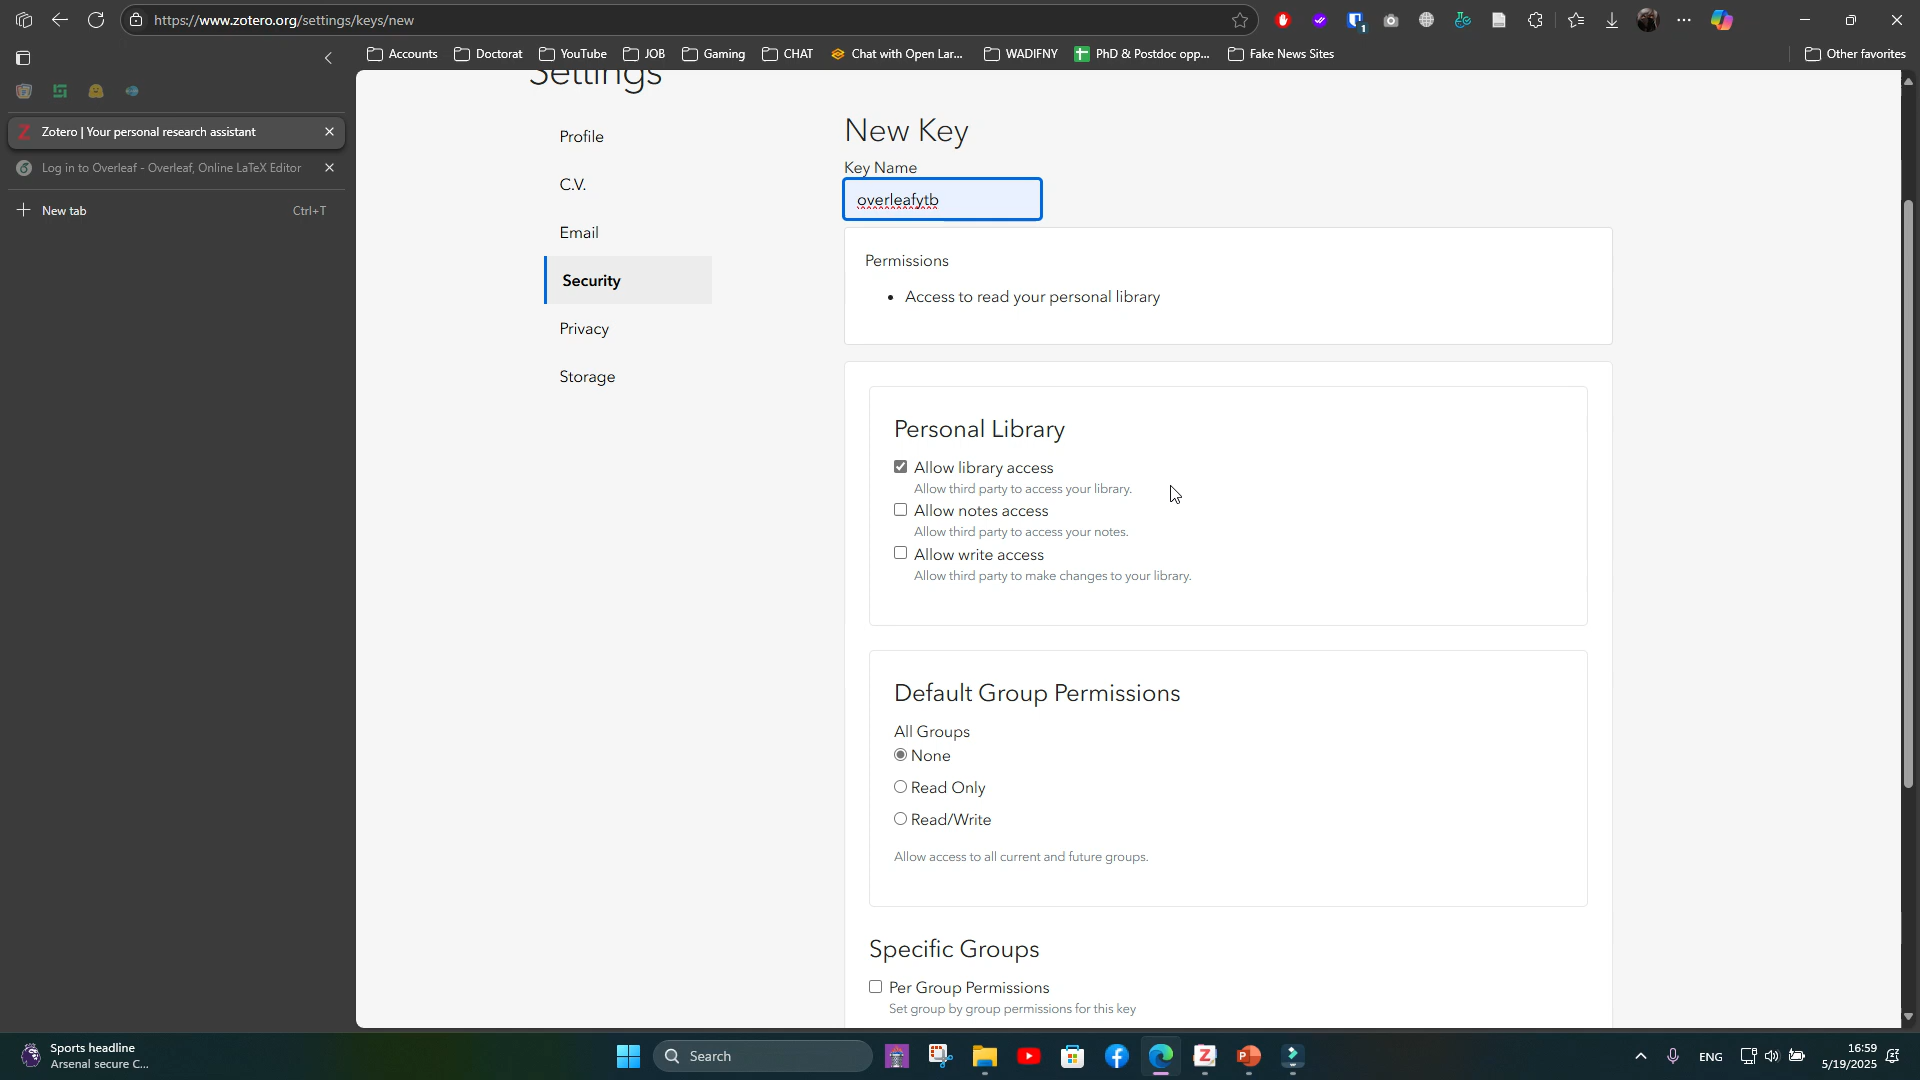 https://www.zotero.org/settings/keys/new
Accounts Doctorat YouTube JOB Gaming CHAT Chat with Open Lar... WADIFNY PhD & Postdoc opp... Fake News Sites Other favorites
Zotero | Your personal research assistant
Log in to Overleaf - Overleaf, Online LaTeX Editor
New tab Ctrl+T
Settings
Profile
C.V.
Email
Security
Privacy
Storage
New Key
Key Name
overleafytb
Permissions
• Access to read your personal library
Personal Library
Allow library access
Allow third party to access your library.
Allow notes access
Allow third party to access your notes.
Allow write access
Allow third party to make changes to your library.
Default Group Permissions
All Groups
None
Read Only
Read/Write
Allow access to all current and future groups.
Specific Groups
Per Group Permissions
Set group by group permissions for this key
Sports headline
Arsenal secure C...
Search
ENG
16:59
5/19/2025